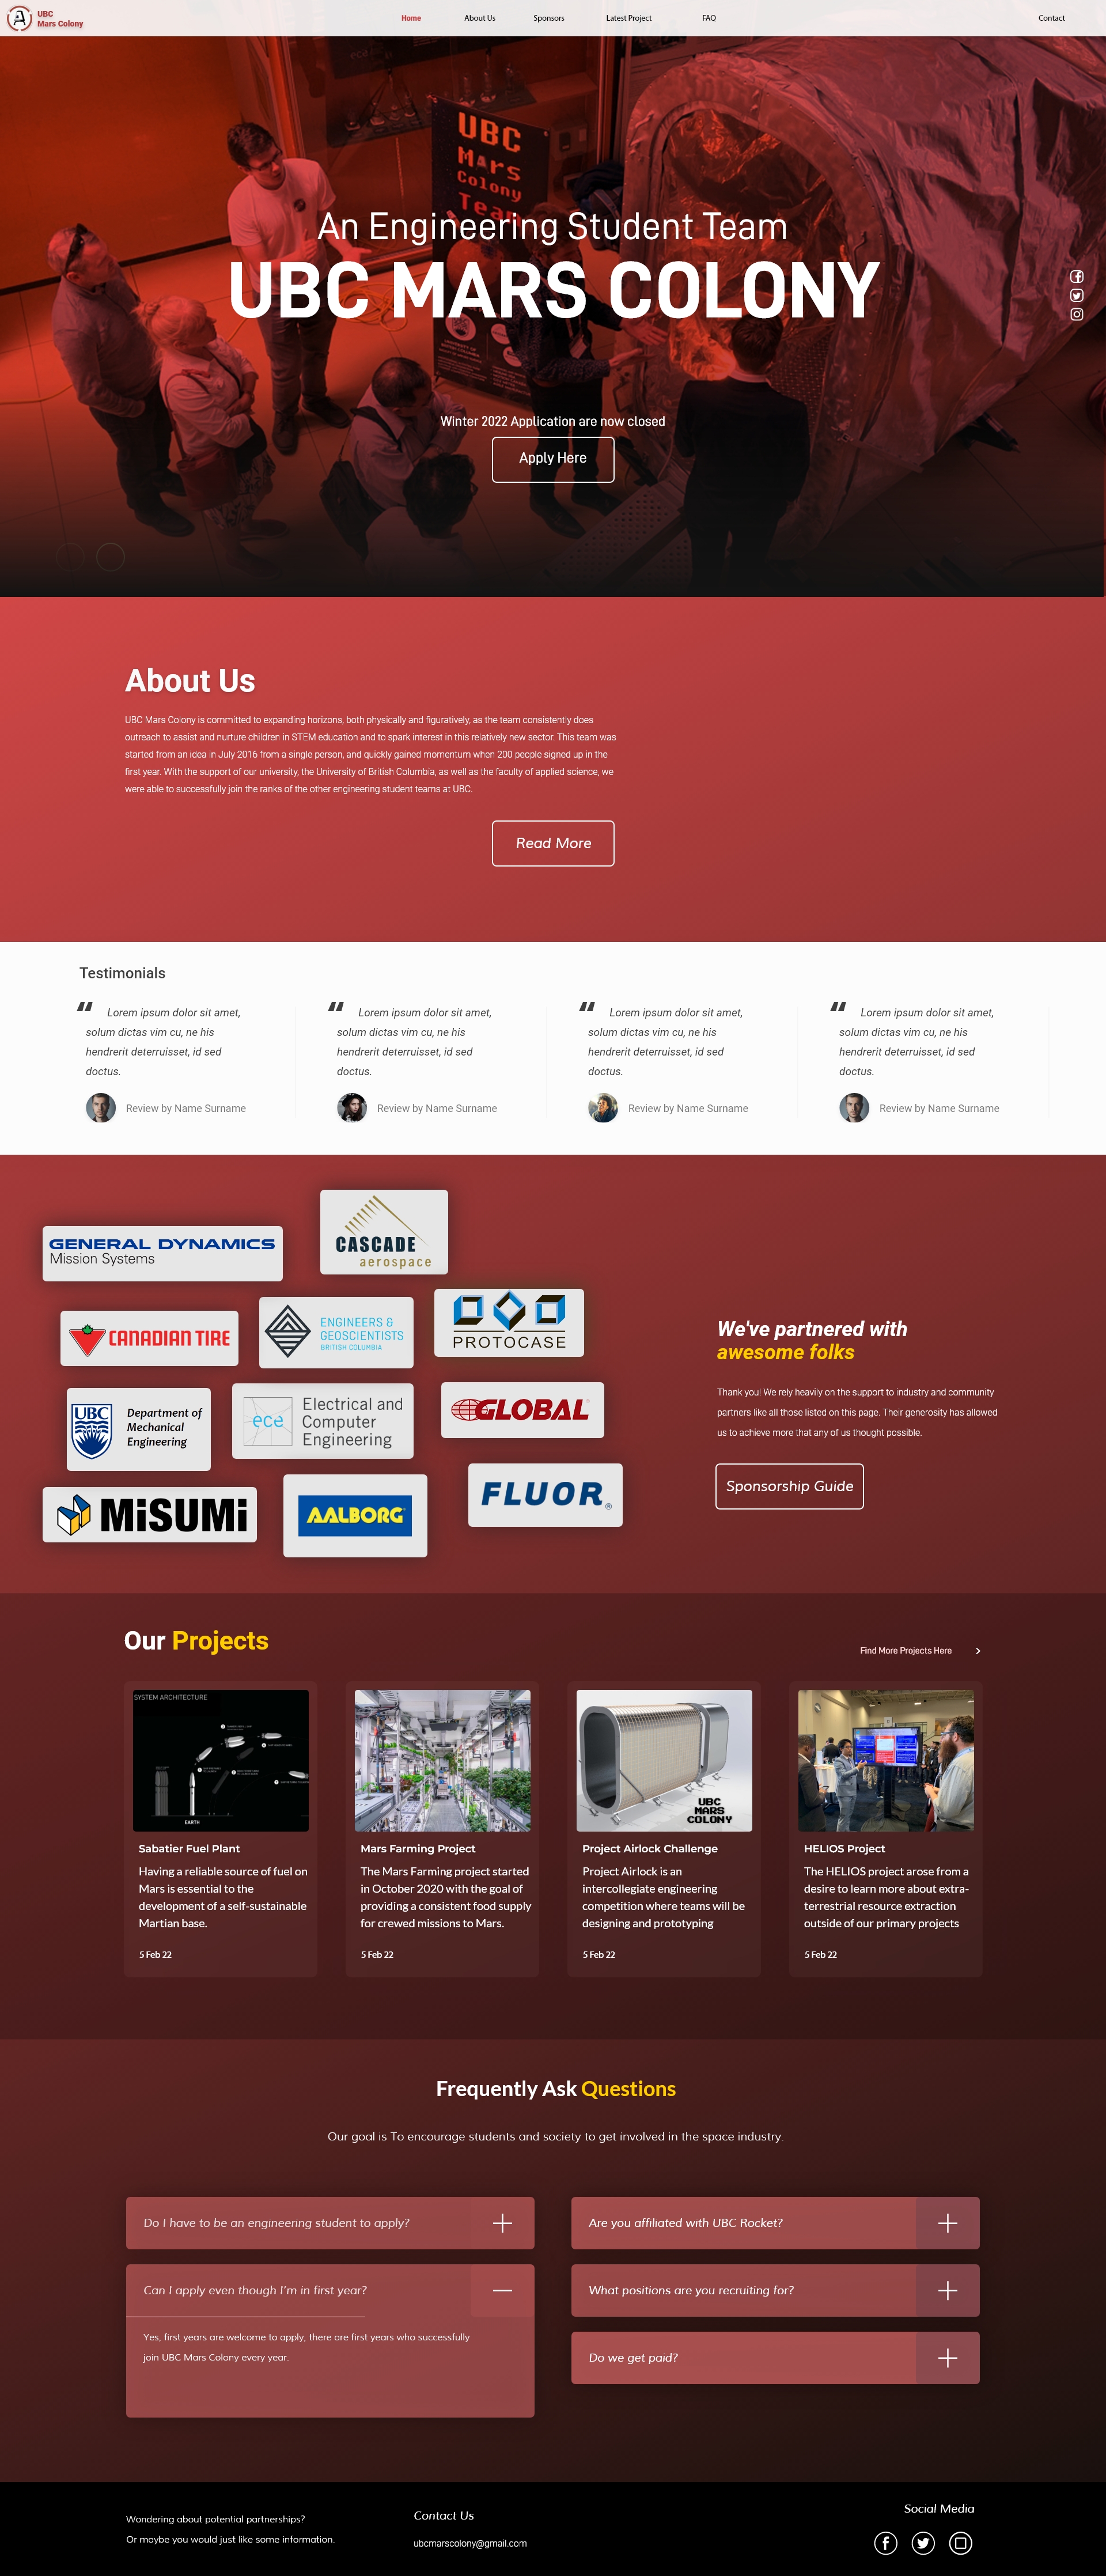 UBC
Mars Colony
Home
About Us
Sponsors
Latest Project
FAQ
Contact
UBC
Mars
Colony
Team
An Engineering Student Team
UBC MARS COLONY
Winter 2022 Application are now closed
Apply Here
About Us
UBC Mars Colony is committed to expanding horizons, both physically and figuratively, as the team consistently does
outreach to assist and nurture children in STEM education and to spark interest in this relatively new sector. This team was
started from an idea in July 2016 from a single person, and quickly gained momentum when 200 people signed up in the
first year. With the support of our university, the University of British Columbia, as well as the faculty of applied science, we
were able to successfully join the ranks of the other engineering student teams at UBC.
Read More
Testimonials
Lorem ipsum dolor sit amet,
solum dictas vim cu, ne his
hendrerit deterruisset, id sed
doctus.
Review by Name Surname
Lorem ipsum dolor sit amet,
solum dictas vim cu, ne his
hendrerit deterruisset, id sed
doctus.
Review by Name Surname
Lorem ipsum dolor sit amet,
solum dictas vim cu, ne his
hendrerit deterruisset, id sed
doctus.
Review by Name Surname
Lorem ipsum dolor sit amet,
solum dictas vim cu, ne his
hendrerit deterruisset, id sed
doctus.
Review by Name Surname
GENERAL DYNAMICS
Mission Systems
CASCADE
aerospace
CANADIAN TIRE
ENGINEERS &
GEOSCIENTISTS
BRITISH COLUMBIA
PROTOCASE
UBC
Department of
Mechanical
Engineering
ece
Electrical and
Computer
Engineering
GLOBAL
MiSUMi
AALBORG
FLUOR®
We've partnered with
awesome folks
Thank you! We rely heavily on the support to industry and community
partners like all those listed on this page. Their generosity has allowed
us to achieve more that any of us thought possible.
Sponsorship Guide
Our Projects
Find More Projects Here
SYSTEM ARCHITECTURE
EARTH
Sabatier Fuel Plant
Having a reliable source of fuel on
Mars is essential to the
development of a self-sustainable
Martian base.
5 Feb 22
Mars Farming Project
The Mars Farming project started
in October 2020 with the goal of
providing a consistent food supply
for crewed missions to Mars.
5 Feb 22
UBC
MARS
COLONY
Project Airlock Challenge
Project Airlock is an
intercollegiate engineering
competition where teams will be
designing and prototyping
5 Feb 22
HELIOS Project
The HELIOS project arose from a
desire to learn more about extra-
terrestrial resource extraction
outside of our primary projects
5 Feb 22
Frequently Ask Questions
Our goal is To encourage students and society to get involved in the space industry.
Do I have to be an engineering student to apply?
Can I apply even though I'm in first year?
Yes, first years are welcome to apply, there are first years who successfully
join UBC Mars Colony every year.
Are you affiliated with UBC Rocket?
What positions are you recruiting for?
Do we get paid?
Wondering about potential partnerships?
Or maybe you would just like some information.
Contact Us
ubcmarscolony@gmail.com
Social Media